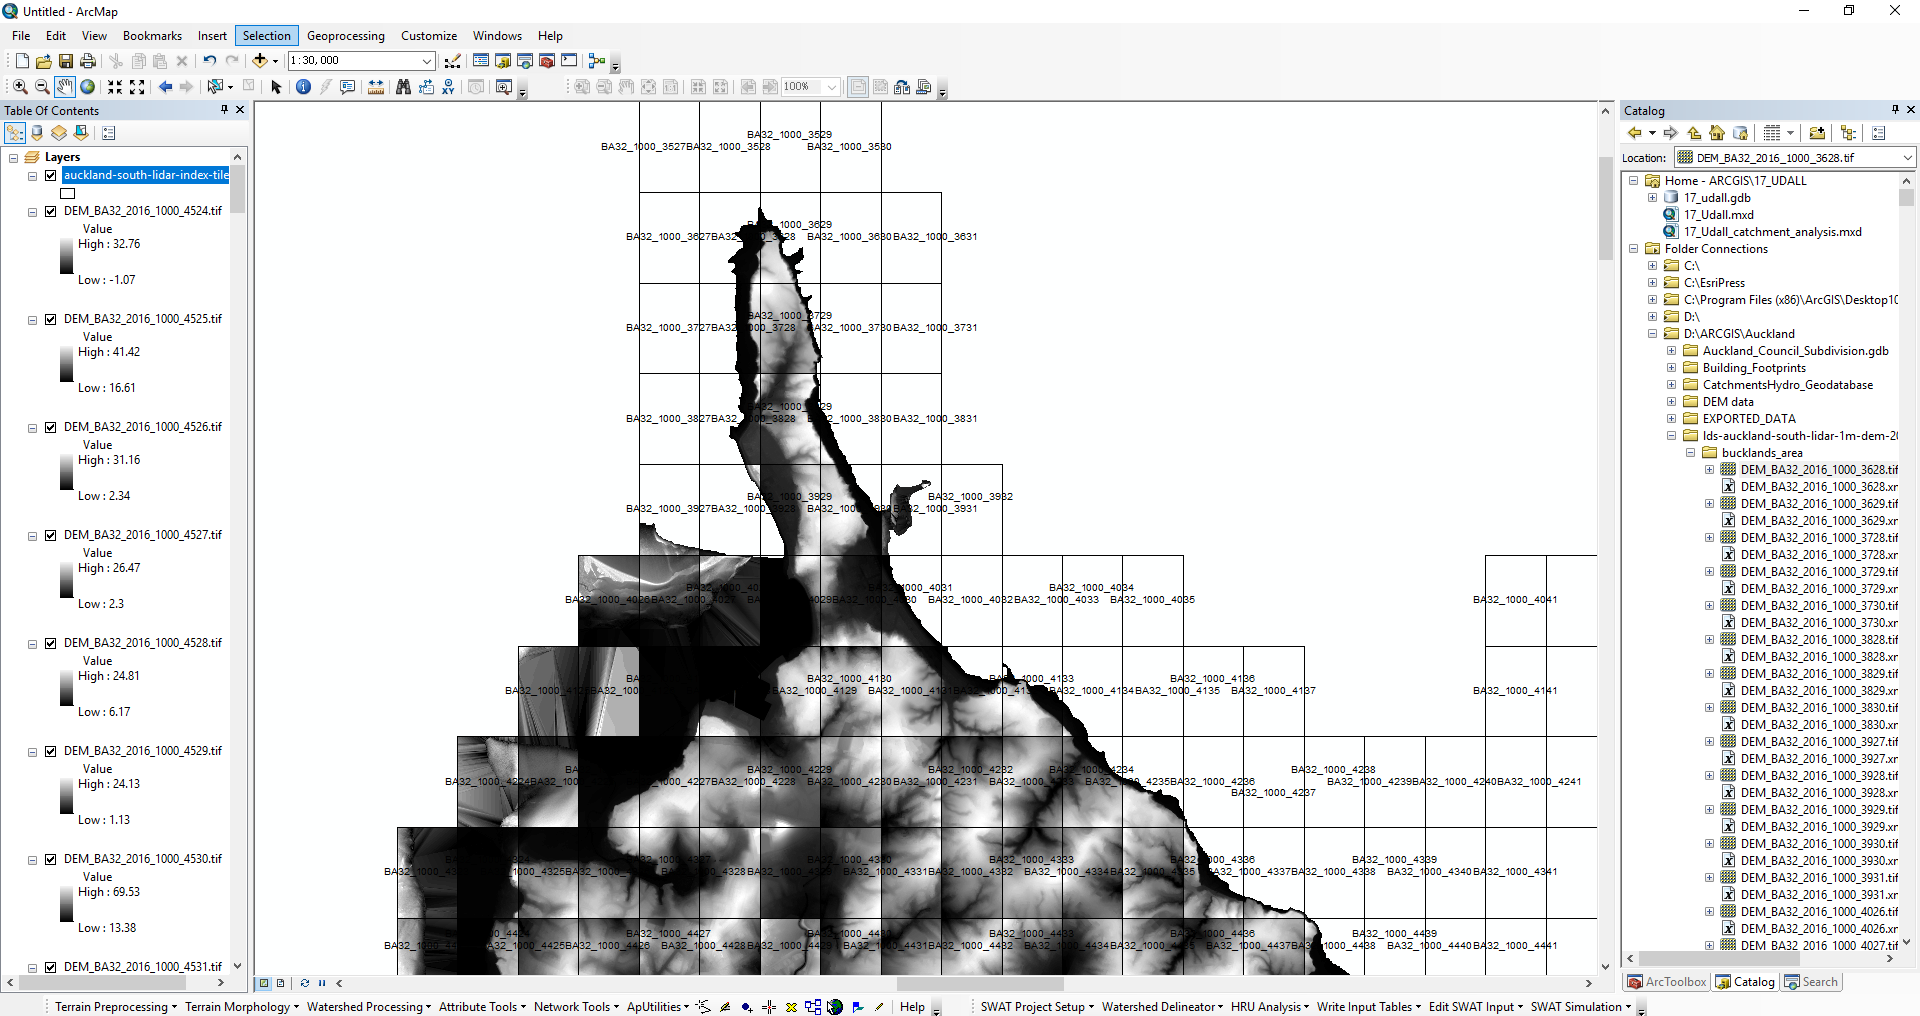 Untitled - ArcMap
File Edit View Bookmarks Insert Selection Geoprocessing Customize Windows Help
1:30,000
100%
Table Of Contents
Layers
auckland-south-lidar-index-tile
DEM_BA32_2016_1000_4524.tif
Value
High : 32.76
Low : -1.07
DEM_BA32_2016_1000_4525.tif
Value
High : 41.42
Low : 16.61
DEM_BA32_2016_1000_4526.tif
Value
High : 31.16
Low : 2.34
DEM_BA32_2016_1000_4527.tif
Value
High : 26.47
Low : 2.3
DEM_BA32_2016_1000_4528.tif
Value
High : 24.81
Low : 6.17
DEM_BA32_2016_1000_4529.tif
Value
High : 24.13
Low : 1.13
DEM_BA32_2016_1000_4530.tif
Value
High : 69.53
Low : 13.38
DEM_BA32_2016_1000_4531.tif
BA32_1000_3529
BA32_1000_3527 BA32_1000_3528 BA32_1000_3530
BA32_1000_3629
BA32_1000_3627 BA32_1000_3630 BA32_1000_3631
BA32_1000_3729
BA32_1000_3727 BA32_1000_3728 BA32_1000_3730 BA32_1000_3731
BA32_1000_3827 BA32_1000_3828 BA32_1000_3830 BA32_1000_3831
BA32_1000_3929 BA32_1000_3932
BA32_1000_3927 BA32_1000_3928 BA32_1000_3931
BA32_1000_4031 BA32_1000_4034
BA32_1000_4026 BA32_1000_4027 BA32_1000_4032 BA32_1000_4033 BA32_1000_4035 BA32_1000_4041
BA32_1000_4130 BA32_1000_4133 BA32_1000_4136
BA32_1000_4129 BA32_1000_4131 BA32_1000_4134 BA32_1000_4135 BA32_1000_4137 BA32_1000_4141
BA32_1000_4229 BA32_1000_4232 BA32_1000_4234 BA32_1000_4238
BA32_1000_4224 BA32_1000_4227 BA32_1000_4228 BA32_1000_4230 BA32_1000_4231 BA32_1000_4233 BA32_1000_4235 BA32_1000_4236 BA32_1000_4239 BA32_1000_4240 BA32_1000_4241
BA32_1000_4237
BA32_1000_4327 BA32_1000_4330 BA32_1000_4333 BA32_1000_4336 BA32_1000_4339
BA32_1000_4325 BA32_1000_4328 BA32_1000_4331 BA32_1000_4332 BA32_1000_4334 BA32_1000_4335 BA32_1000_4337 BA32_1000_4338 BA32_1000_4340 BA32_1000_4341
BA32_1000_4427 BA32_1000_4430 BA32_1000_4433 BA32_1000_4436 BA32_1000_4439
BA32_1000_4425 BA32_1000_4426 BA32_1000_4428 BA32_1000_4429 BA32_1000_4431 BA32_1000_4432 BA32_1000_4434 BA32_1000_4435 BA32_1000_4437 BA32_1000_4438 BA32_1000_4440 BA32_1000_4441
Catalog
Location: DEM_BA32_2016_1000_3628.tif
Home - ARCGIS\17_UDALL
17_udall.gdb
17_Udall.mxd
17_Udall_catchment_analysis.mxd
Folder Connections
C:\
C:\EsriPress
C:\Program Files (x86)\ArcGIS\Desktop10
D:\
D:\ARCGIS\Auckland
Auckland_Council_Subdivision.gdb
Building_Footprints
CatchmentsHydro_Geodatabase
DEM data
EXPORTED_DATA
lds-auckland-south-lidar-1m-dem-20
bucklands_area
DEM_BA32_2016_1000_3628.tif
DEM_BA32_2016_1000_3628.xr
DEM_BA32_2016_1000_3629.tif
DEM_BA32_2016_1000_3629.xr
DEM_BA32_2016_1000_3728.tif
DEM_BA32_2016_1000_3728.xr
DEM_BA32_2016_1000_3729.tif
DEM_BA32_2016_1000_3729.xr
DEM_BA32_2016_1000_3730.tif
DEM_BA32_2016_1000_3730.xr
DEM_BA32_2016_1000_3828.tif
DEM_BA32_2016_1000_3828.xr
DEM_BA32_2016_1000_3829.tif
DEM_BA32_2016_1000_3829.xr
DEM_BA32_2016_1000_3830.tif
DEM_BA32_2016_1000_3830.xr
DEM_BA32_2016_1000_3927.tif
DEM_BA32_2016_1000_3927.xr
DEM_BA32_2016_1000_3928.tif
DEM_BA32_2016_1000_3928.xr
DEM_BA32_2016_1000_3929.tif
DEM_BA32_2016_1000_3929.xr
DEM_BA32_2016_1000_3930.tif
DEM_BA32_2016_1000_3930.xr
DEM_BA32_2016_1000_3931.tif
DEM_BA32_2016_1000_3931.xr
DEM_BA32_2016_1000_4026.tif
DEM_BA32_2016_1000_4026.xr
DEM_BA32_2016_1000_4027.tif
ArcToolbox Catalog Search
Terrain Preprocessing Terrain Morphology Watershed Processing Attribute Tools Network Tools ApUtilities Help SWAT Project Setup Watershed Delineator HRU Analysis Write Input Tables Edit SWAT Input SWAT Simulation